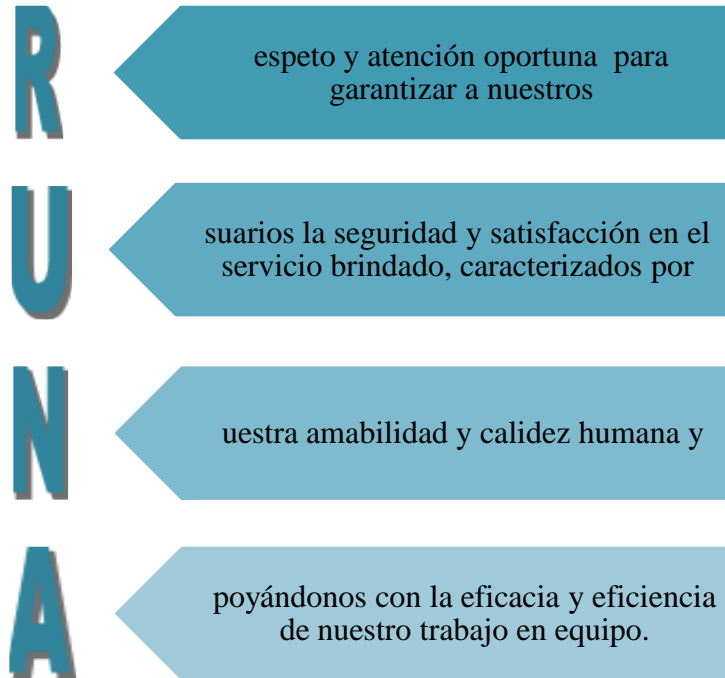 R
espeto y atención oportuna para
garantizar a nuestros
U
suarios la seguridad y satisfacción en el
servicio brindado, caracterizados por
N
uestra amabilidad y calidez humana y
A
poyándonos con la eficacia y eficiencia
de nuestro trabajo en equipo.